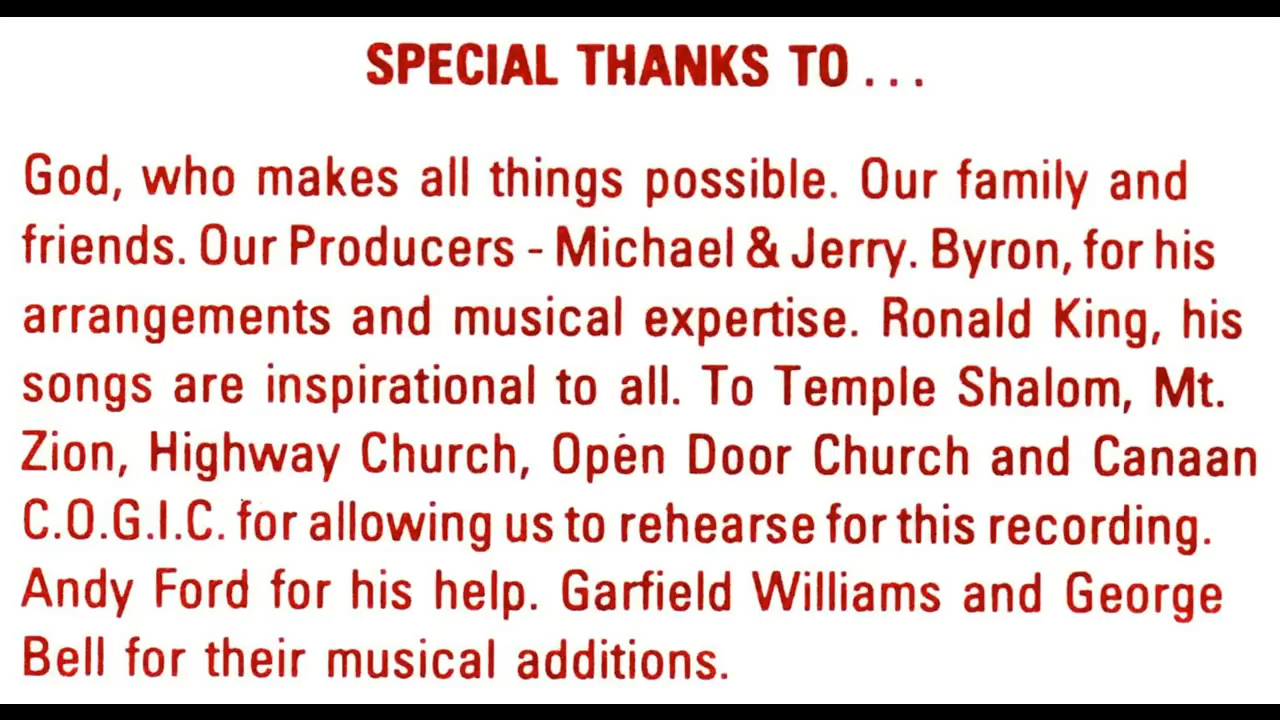 SPECIAL THANKS TO . . .
God, who makes all things possible. Our family and
friends. Our Producers - Michael & Jerry. Byron, for his
arrangements and musical expertise. Ronald King, his
songs are inspirational to all. To Temple Shalom, Mt.
Zion, Highway Church, Open Door Church and Canaan
C.O.G.I.C. for allowing us to rehearse for this recording.
Andy Ford for his help. Garfield Williams and George
Bell for their musical additions.